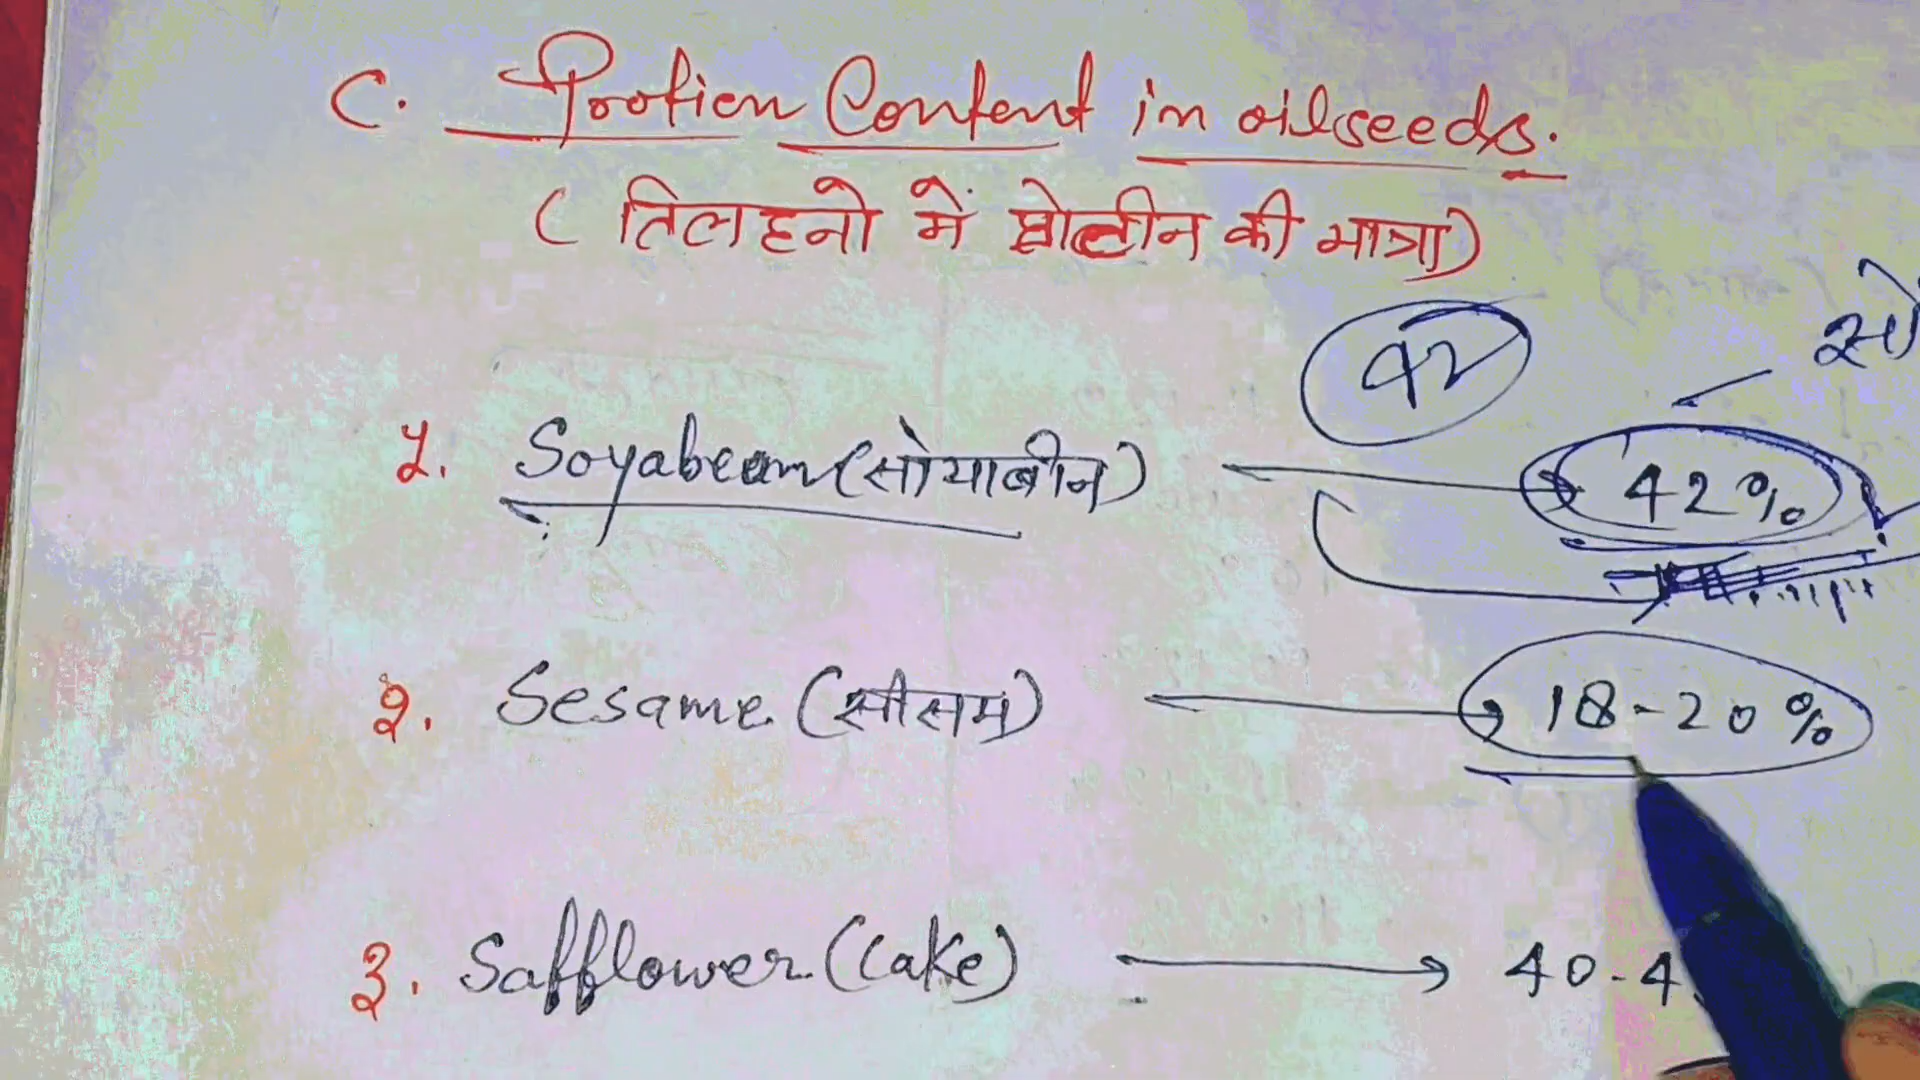 C. Protien Content in oilseeds.
( तिलहनो में प्रोटीन की मात्रा)
42
1. Soyabean (सोयाबीन) 42%
2. Sesame (सीसम) 18-20%
3. Safflower (Cake) → 40-4